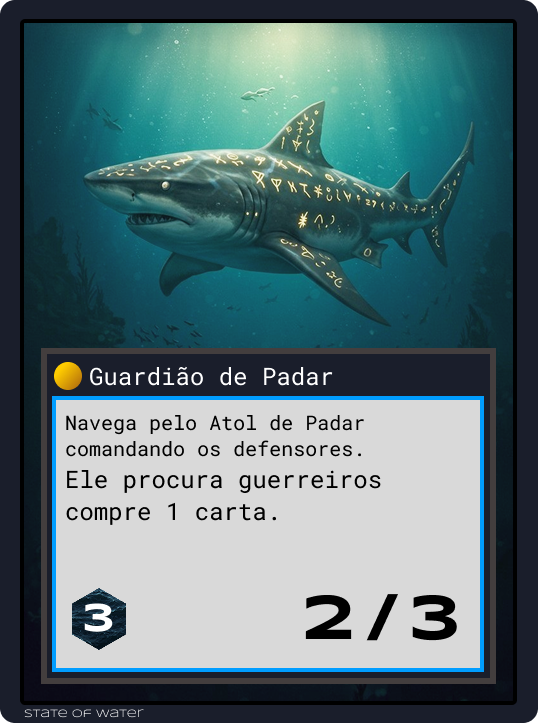 Guardião de Padar
Navega pelo Atol de Padar
comandando os defensores.
Ele procura guerreiros
compre 1 carta.
3
2/3
STATE OF WATER